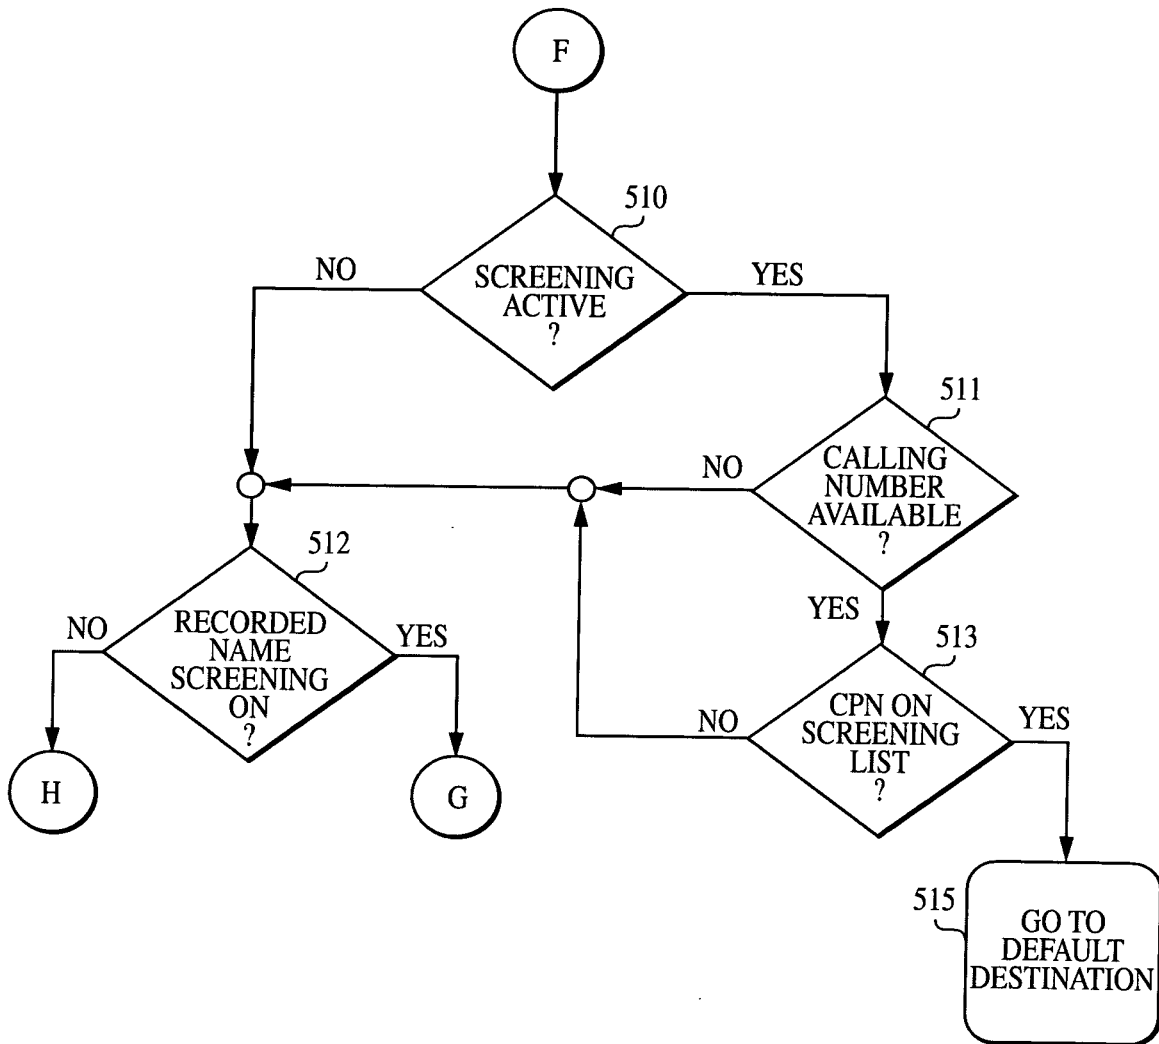 F
510
SCREENING
ACTIVE
?
NO
YES
511
CALLING
NUMBER
AVAILABLE
?
NO
YES
512
RECORDED
NAME
SCREENING
ON
?
NO
YES
H
G
513
CPN ON
SCREENING
LIST
?
NO
YES
515
GO TO
DEFAULT
DESTINATION